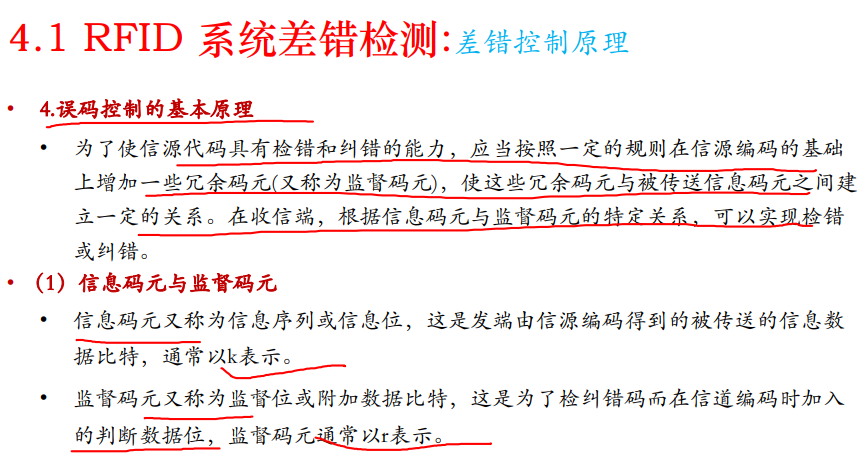 4.1 RFID 系统差错检测:差错控制原理
• 4.误码控制的基本原理
• 为了使信源代码具有检错和纠错的能力，应当按照一定的规则在信源编码的基础
上增加一些冗余码元(又称为监督码元)，使这些冗余码元与被传送信息码元之间建
立一定的关系。在收信端，根据信息码元与监督码元的特定关系，可以实现检错
或纠错。
• （1）信息码元与监督码元
• 信息码元又称为信息序列或信息位，这是发端由信源编码得到的被传送的信息数
据比特，通常以k表示。
• 监督码元又称为监督位或附加数据比特，这是为了检纠错码而在信道编码时加入
的判断数据位，监督码元通常以r表示。